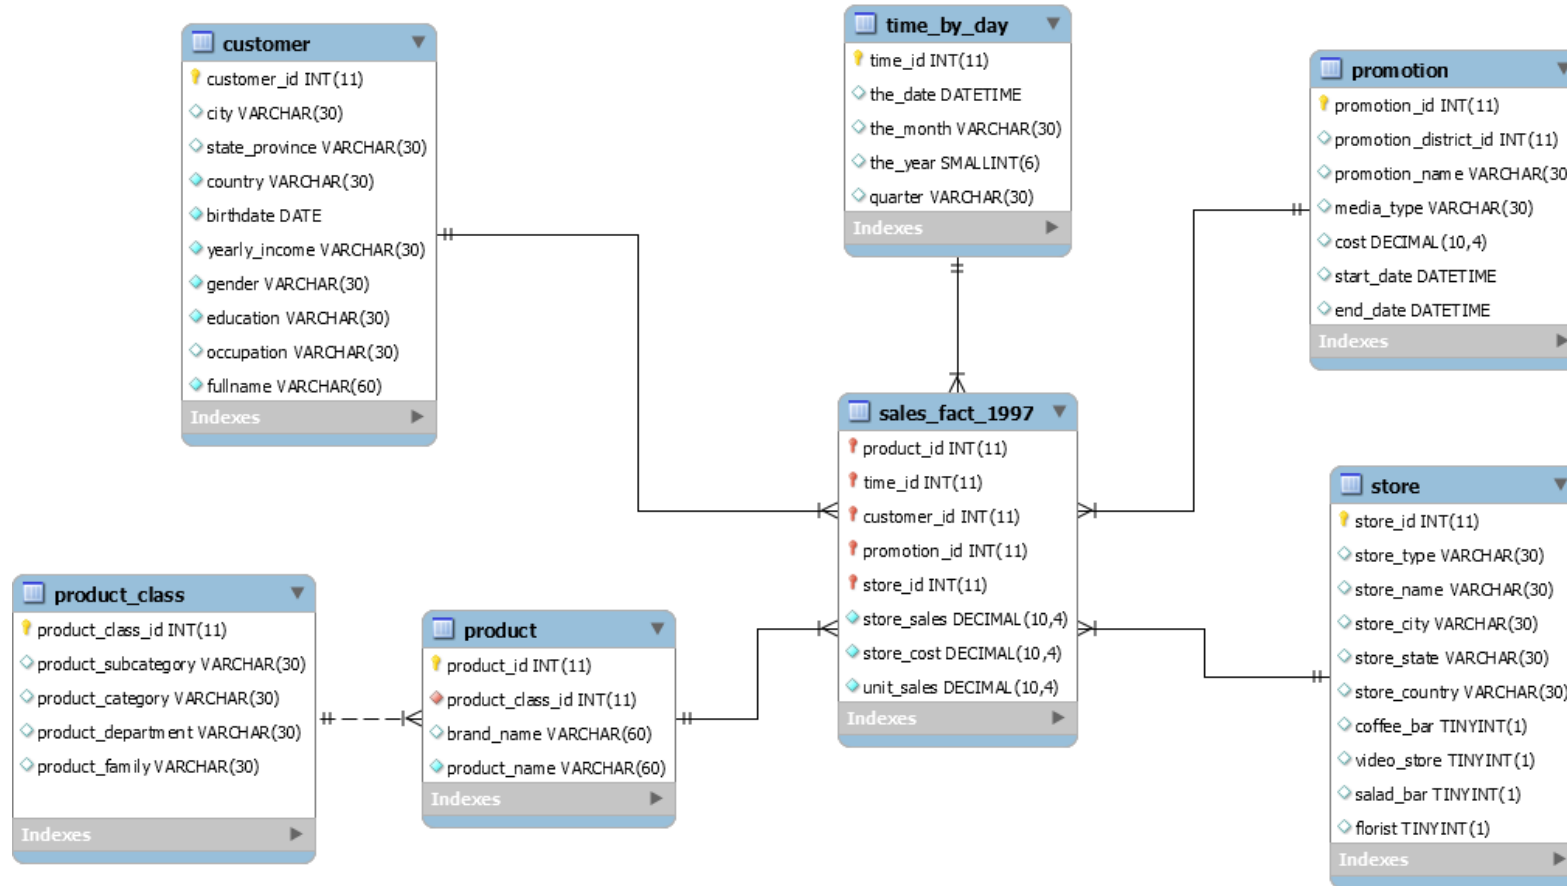 customer
customer_id INT(11)
city VARCHAR(30)
state_province VARCHAR(30)
country VARCHAR(30)
birthdate DATE
yearly_income VARCHAR(30)
gender VARCHAR(30)
education VARCHAR(30)
occupation VARCHAR(30)
fullname VARCHAR(60)
Indexes
time_by_day
time_id INT(11)
the_date DATETIME
the_month VARCHAR(30)
the_year SMALLINT(6)
quarter VARCHAR(30)
Indexes
promotion
promotion_id INT(11)
promotion_district_id INT(11)
promotion_name VARCHAR(30
media_type VARCHAR(30)
cost DECIMAL(10,4)
start_date DATETIME
end_date DATETIME
Indexes
sales_fact_1997
product_id INT(11)
time_id INT(11)
customer_id INT(11)
promotion_id INT(11)
store_id INT(11)
store_sales DECIMAL(10,4)
store_cost DECIMAL(10,4)
unit_sales DECIMAL(10,4)
Indexes
store
store_id INT(11)
store_type VARCHAR(30)
store_name VARCHAR(30)
store_city VARCHAR(30)
store_state VARCHAR(30)
store_country VARCHAR(30)
coffee_bar TINYINT(1)
video_store TINYINT(1)
salad_bar TINYINT(1)
florist TINYINT(1)
Indexes
product_class
product_class_id INT(11)
product_subcategory VARCHAR(30)
product_category VARCHAR(30)
product_department VARCHAR(30)
product_family VARCHAR(30)
Indexes
product
product_id INT(11)
product_class_id INT(11)
brand_name VARCHAR(60)
product_name VARCHAR(60)
Indexes